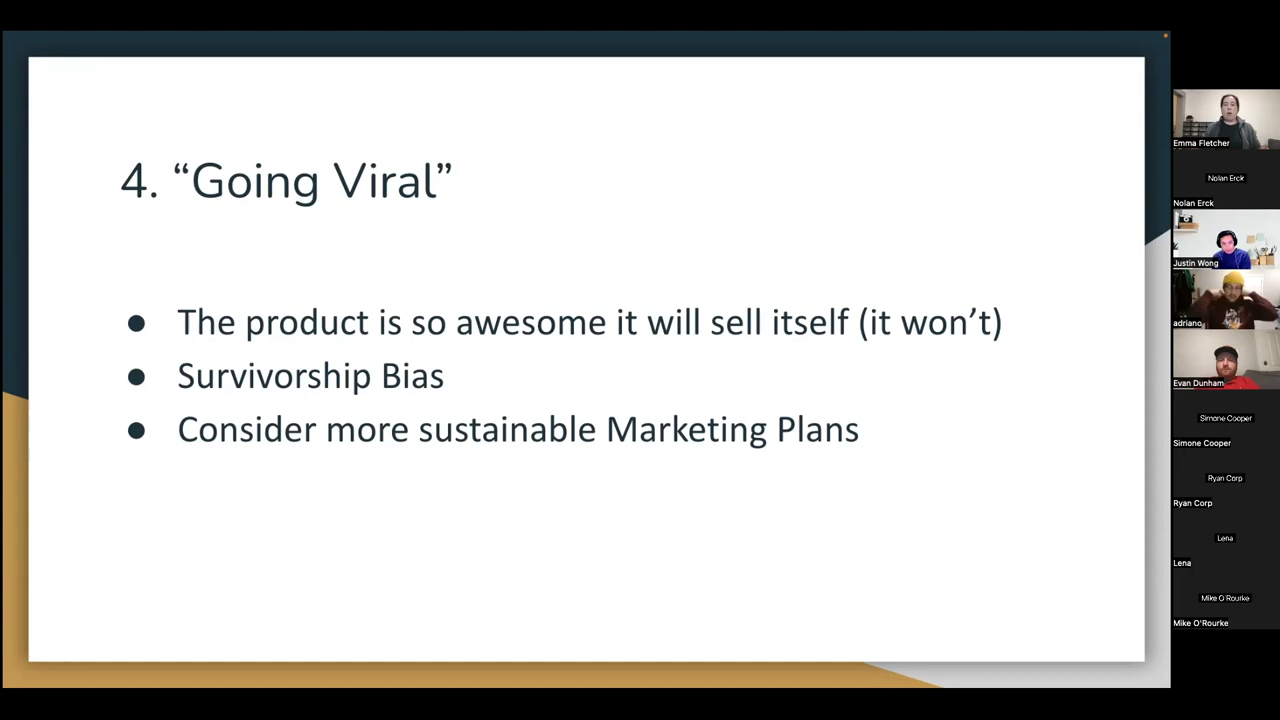 4. “Going Viral”
● The product is so awesome it will sell itself (it won’t)
● Survivorship Bias
● Consider more sustainable Marketing Plans
Emma Fletcher
Nolan Erck
Nolan Erck
Justin Wong
adriano
Evan Dunham
Simone Cooper
Simone Cooper
Ryan Corp
Ryan Corp
Lena
Lena
Mike O'Rourke
Mike O'Rourke